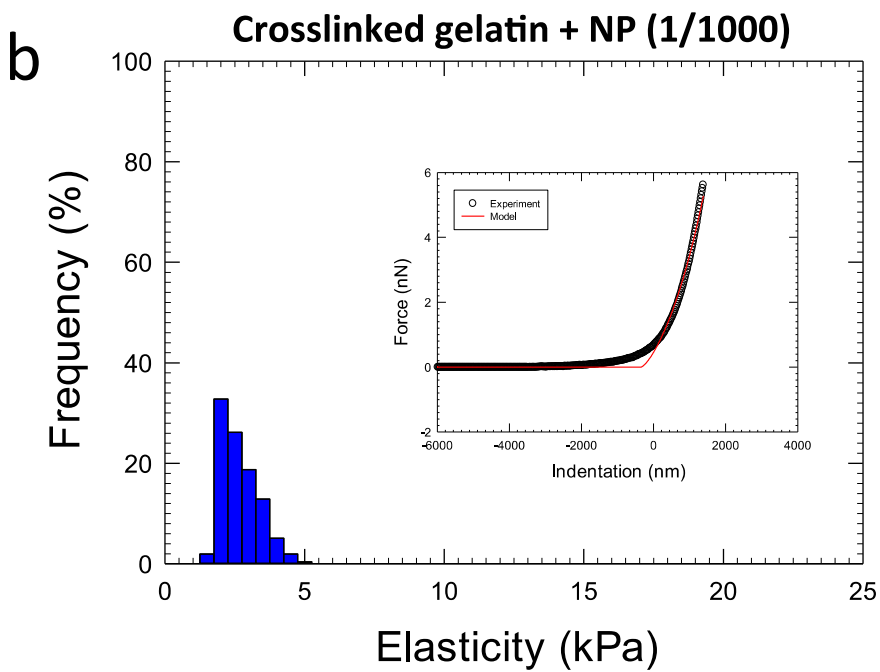 b
Crosslinked gelatin + NP (1/1000)
100
80
60
40
20
0
Frequency (%)
6
4
2
0
-2
Force (nN)
Experiment
Model
-6000 -4000 -2000 0 2000 4000
Indentation (nm)
0 5 10 15 20 25
Elasticity (kPa)